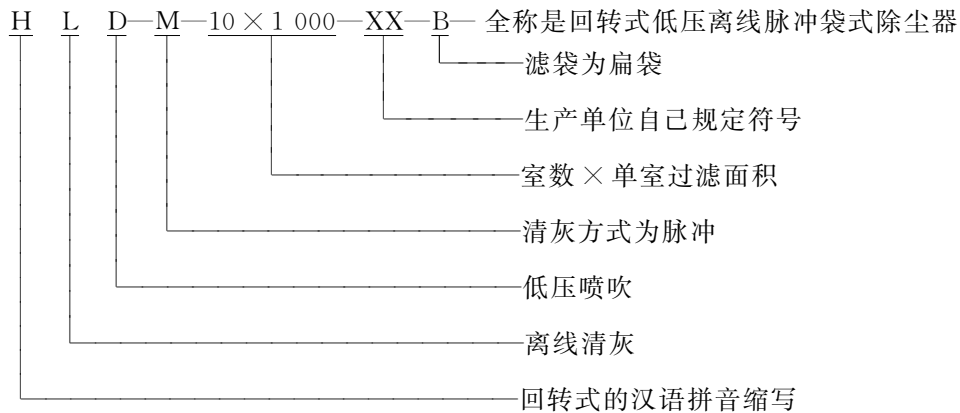 H L D—M—10×1 000—XX—B— 全称是回转式低压离线脉冲袋式除尘器
滤袋为扁袋
生产单位自己规定符号
室数×单室过滤面积
清灰方式为脉冲
低压喷吹
离线清灰
回转式的汉语拼音缩写